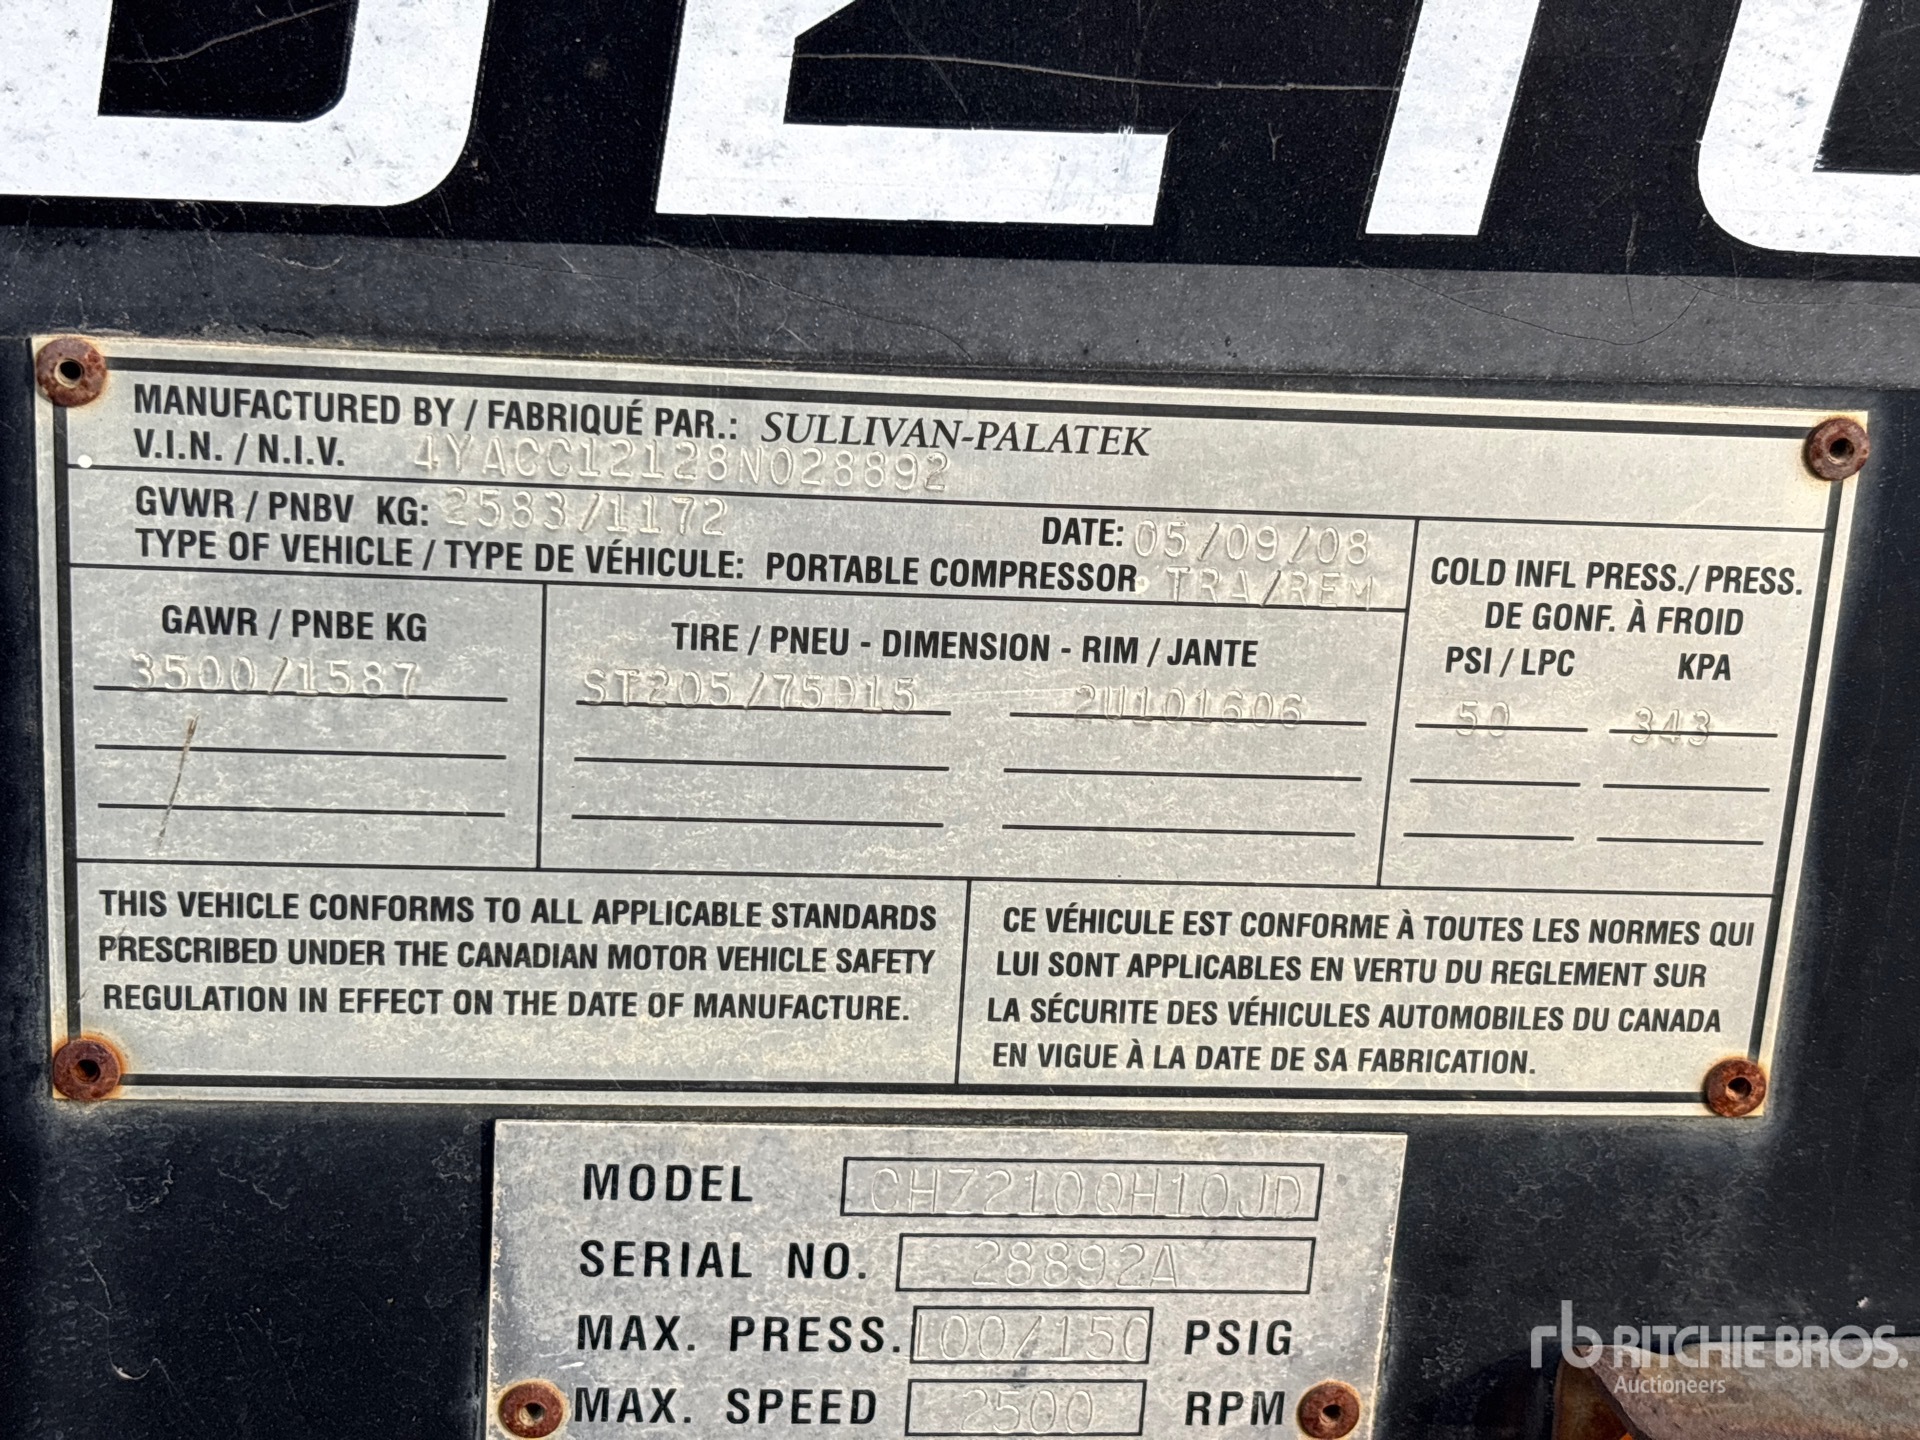 D210
MANUFACTURED BY / FABRIQUÉ PAR.: SULLIVAN-PALATEK
V.I.N. / N.I.V. 4YACC12128N028892
GVWR / PNBV KG: 2583/1172 DATE: 05/09/08
TYPE OF VEHICLE / TYPE DE VÉHICULE: PORTABLE COMPRESSOR TRA/REM
GAWR / PNBE KG
3500/1587
TIRE / PNEU - DIMENSION - RIM / JANTE
ST205/75D15 2U101606
COLD INFL PRESS./ PRESS.
DE GONF. À FROID
PSI / LPC KPA
50 343
THIS VEHICLE CONFORMS TO ALL APPLICABLE STANDARDS
PRESCRIBED UNDER THE CANADIAN MOTOR VEHICLE SAFETY
REGULATION IN EFFECT ON THE DATE OF MANUFACTURE.
CE VÉHICULE EST CONFORME À TOUTES LES NORMES QUI
LUI SONT APPLICABLES EN VERTU DU REGLEMENT SUR
LA SÉCURITE DES VÉHICULES AUTOMOBILES DU CANADA
EN VIGUE À LA DATE DE SA FABRICATION.
MODEL CHZ210QH10JD
SERIAL NO. 28892A
MAX. PRESS. 100/150 PSIG
MAX. SPEED 2500 RPM
rb RITCHIE BROS.
Auctioneers